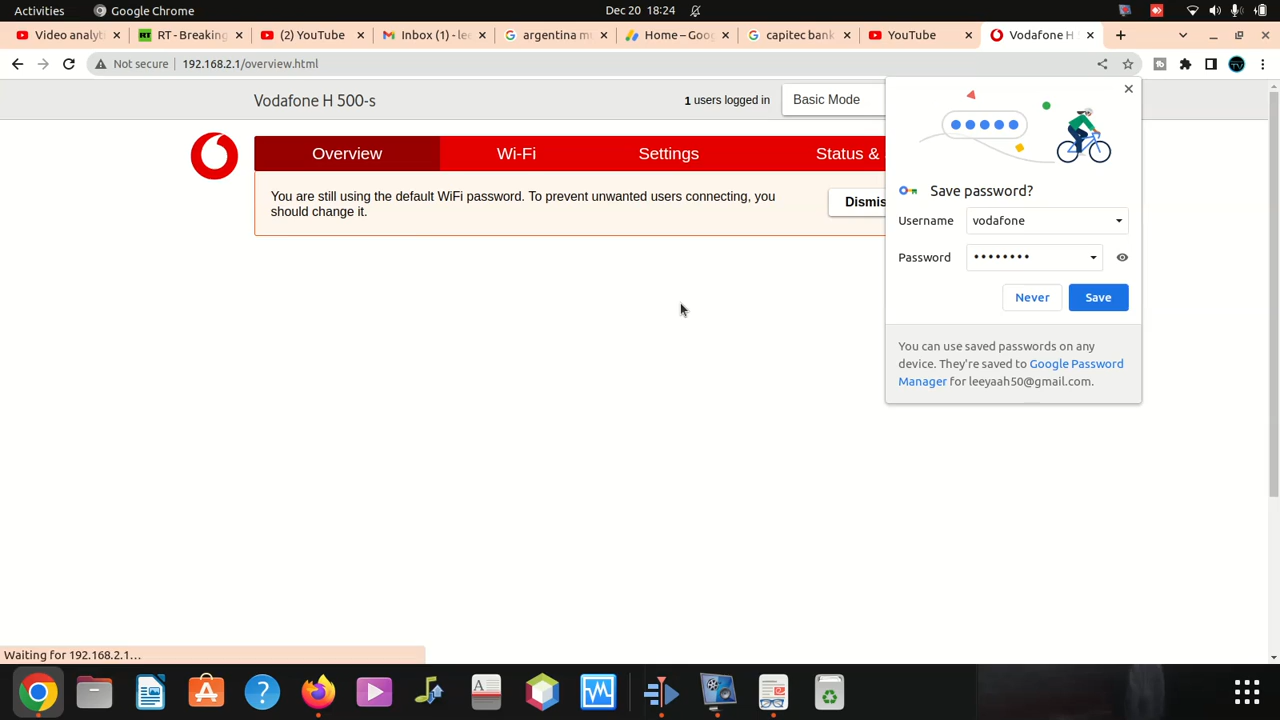 Activities
Google Chrome
Dec 20 18:24
Video analyti
RT - Breaking
(2) YouTube
Inbox (1) - lee
argentina mu
Home – Goog
capitec bank
YouTube
Vodafone H
Not secure
192.168.2.1/overview.html
Vodafone H 500-s
1 users logged in
Basic Mode
Overview
Wi-Fi
Settings
Status &
You are still using the default WiFi password. To prevent unwanted users connecting, you
should change it.
Dismis
Save password?
Username
vodafone
Password
••••••••
Never
Save
You can use saved passwords on any
device. They're saved to Google Password
Manager for leeyaah50@gmail.com.
Waiting for 192.168.2.1…